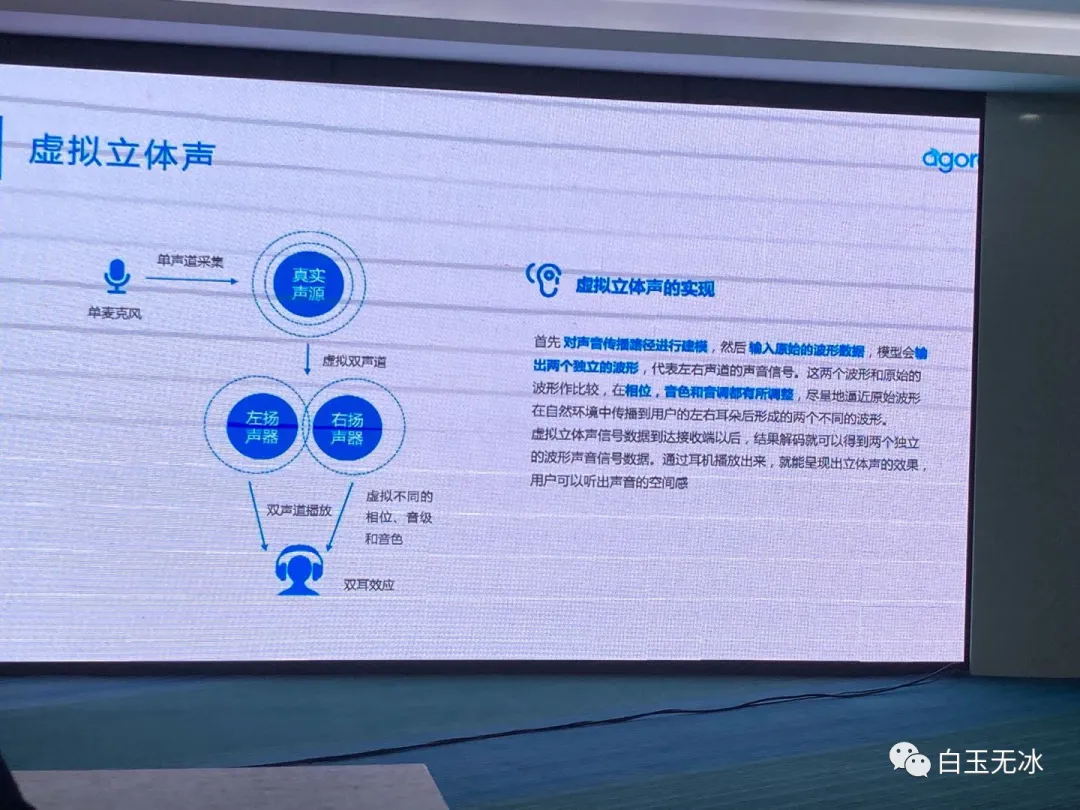 虚拟立体声
agor
单声道采集
单麦克风
真实
声源
虚拟双声道
左扬
声器
右扬
声器
双声道播放
虚拟不同的
相位、音级
和音色
双耳效应
虚拟立体声的实现
首先 对声音传播路径进行建模，然后 输入原始的波形数据，模型会输
出两个独立的波形，代表左右声道的声音信号。这两个波形和原始的
波形作比较，在相位，音色和音调都有所调整，尽量地逼近原始波形
在自然环境中传播到用户的左右耳朵后形成的两个不同的波形。
虚拟立体声信号数据到达接收端以后，结果解码就可以得到两个独立
的波形声音信号数据。通过耳机播放出来，就能呈现出立体声的效果，
用户可以听出声音的空间感
白玉无冰